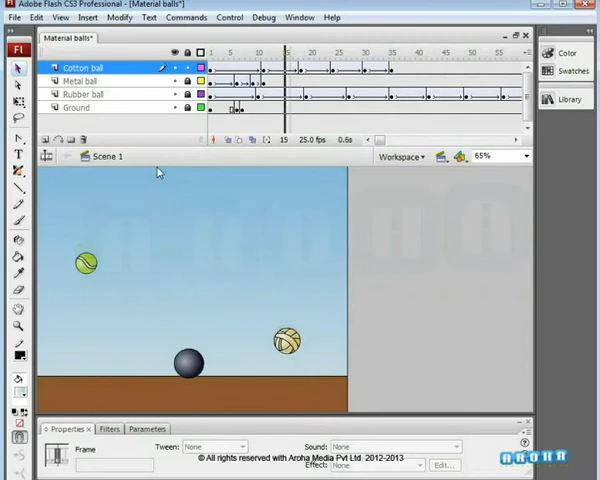 Adobe Flash CS3 Professional - [Metal balls*]
File Edit View Insert Modify Text Commands Control Debug Window Help
Material balls*
1 5 10 15 20 25 30 35 40 45 50 55
Cotton ball
Metal ball
Rubber ball
Ground
15 25.0 fps 0.6s
Scene 1 Workspace 65%
Color
Swatches
Library
Properties × Filters Parameters
Frame Tween: None Sound: None
© All rights reserved with Aroha Media Pvt Ltd. 2012-2013
Effect: None Edit...
AROHA